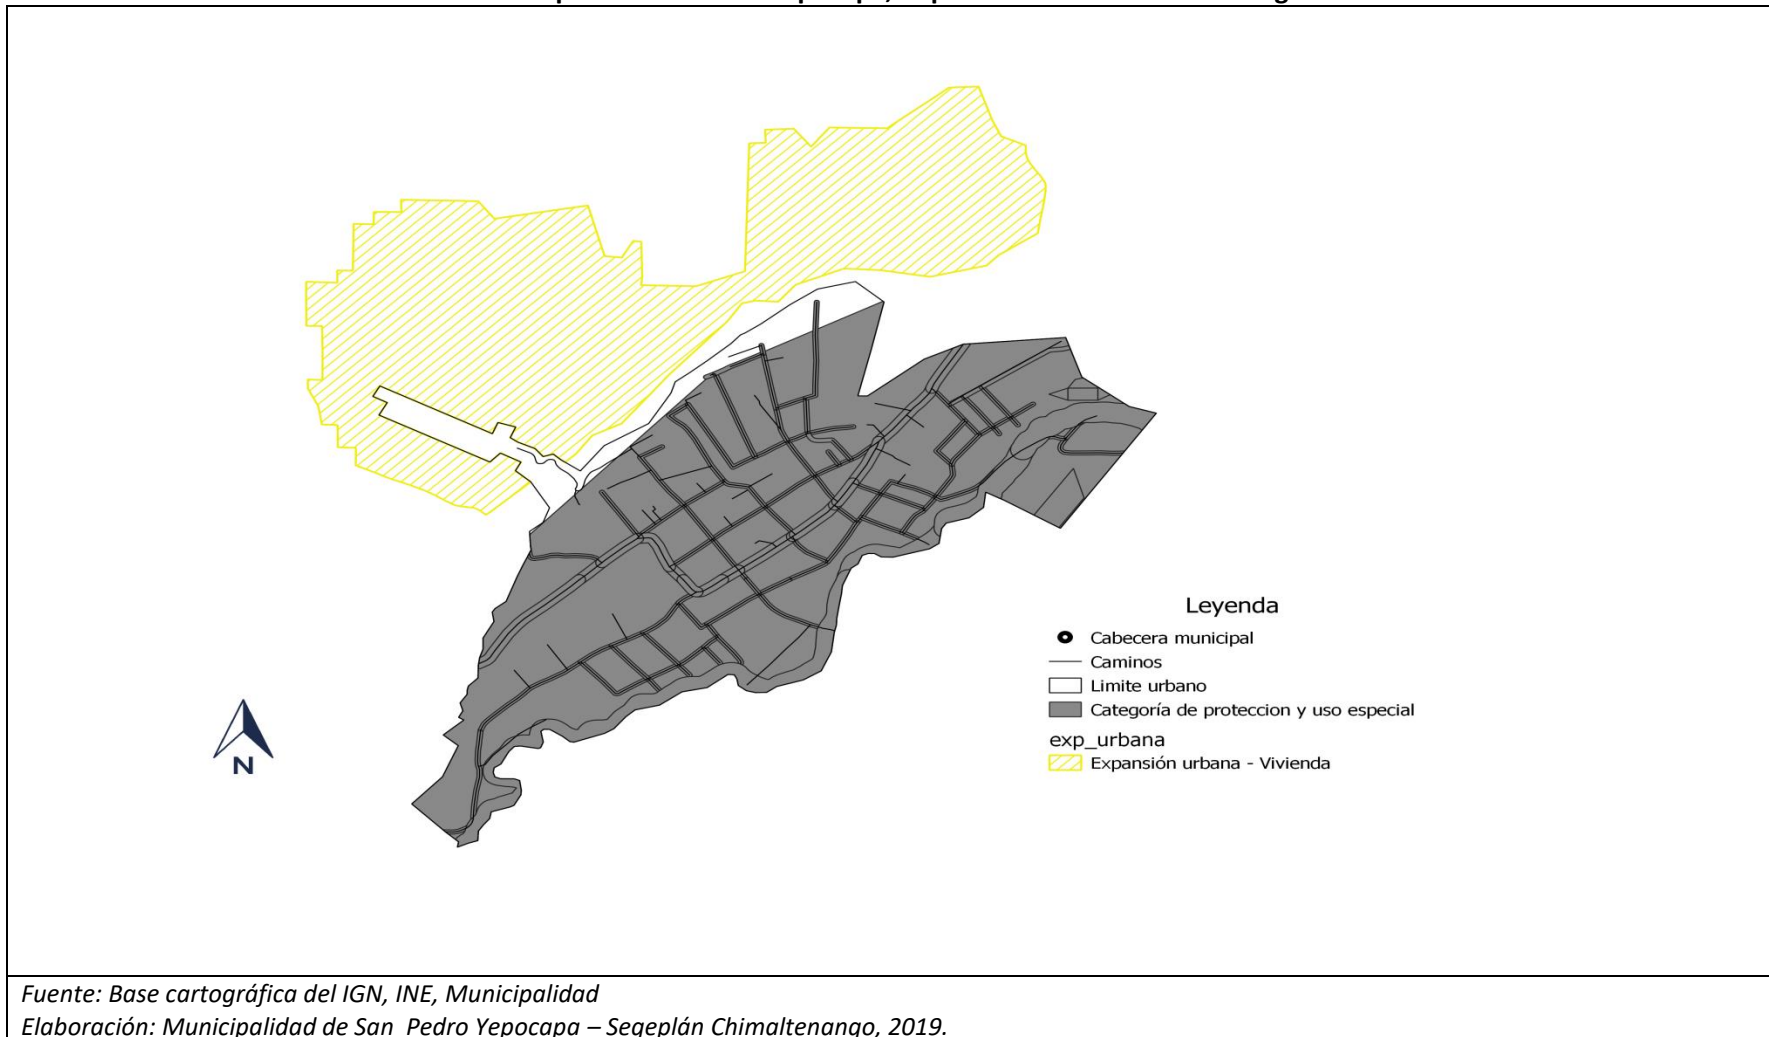 Leyenda
Cabecera municipal
Caminos
Limite urbano
Categoría de proteccion y uso especial
exp_urbana
Expansión urbana - Vivienda
N
Fuente: Base cartográfica del IGN, INE, Municipalidad
Elaboración: Municipalidad de San Pedro Yepocapa – Segeplán Chimaltenango, 2019.